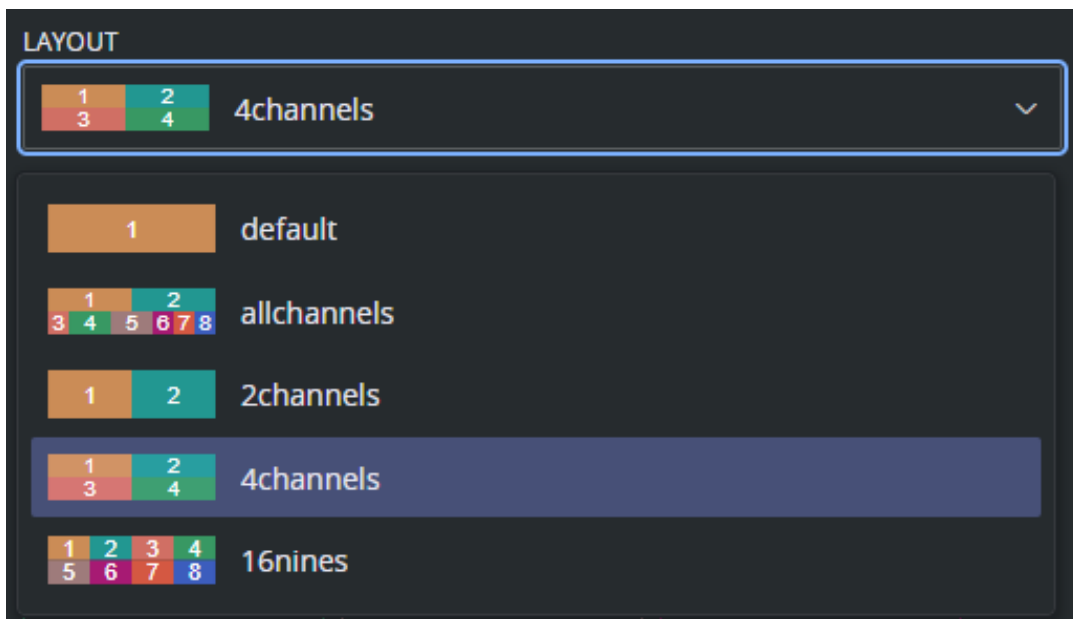 LAYOUT
1 2
3 4
4channels
1
default
1 2
3 4 5 6 7 8
allchannels
1 2
2channels
1 2
3 4
4channels
1 2 3 4
5 6 7 8
16nines